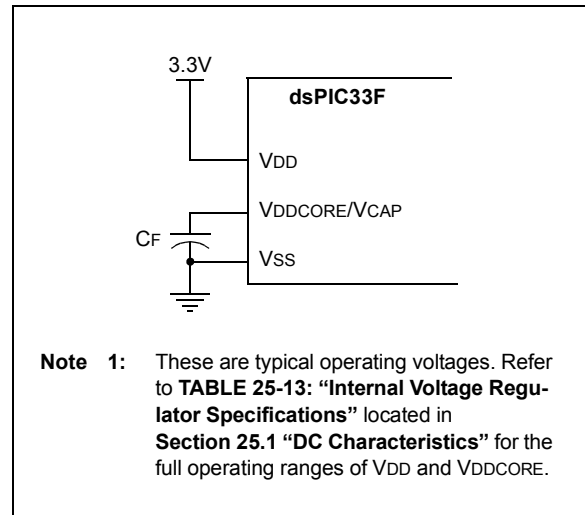 3.3V
dsPIC33F
VDD
VDDCORE/VCAP
CF
VSS
Note 1: These are typical operating voltages. Refer
to TABLE 25-13: “Internal Voltage Regu-
lator Specifications” located in
Section 25.1 “DC Characteristics” for the
full operating ranges of VDD and VDDCORE.